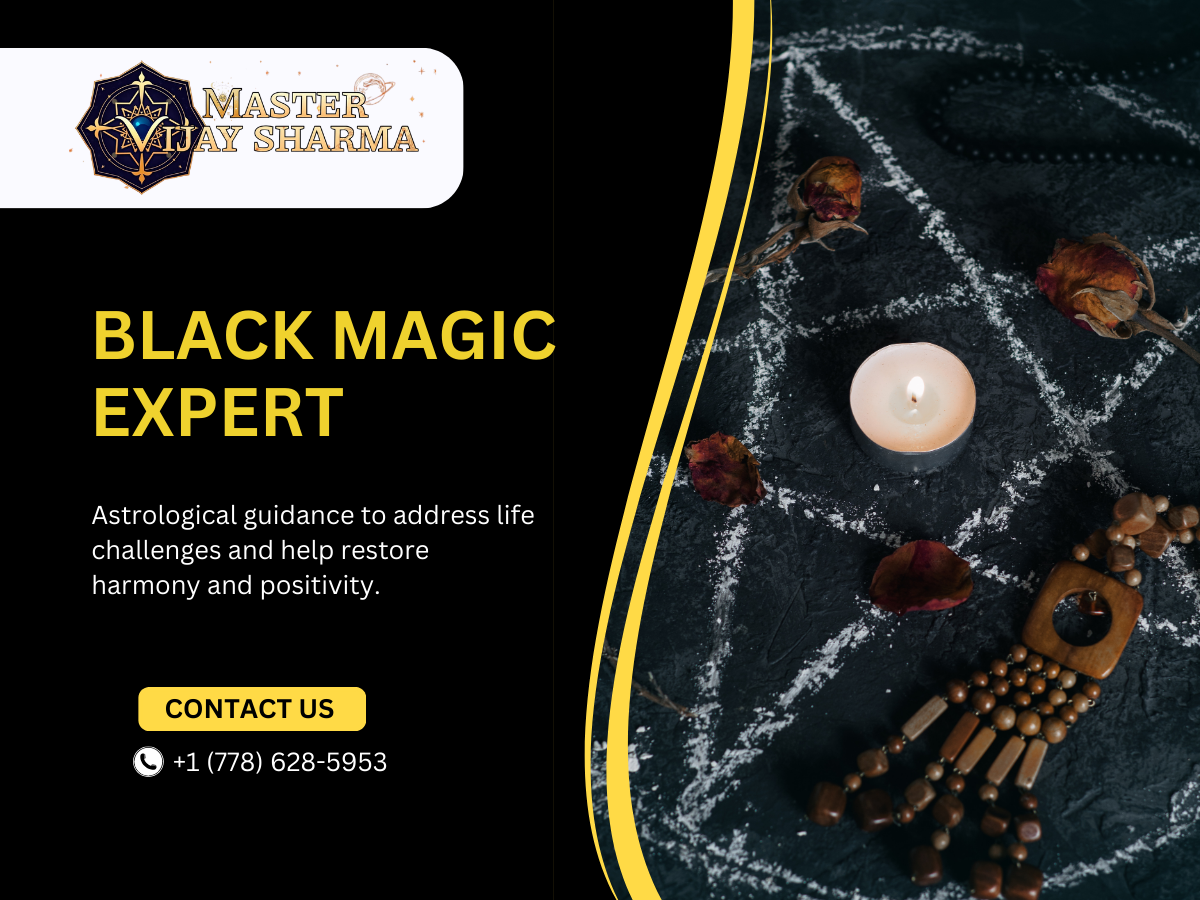 MASTER
VIJAY SHARMA
BLACK MAGIC
EXPERT
Astrological guidance to address life
challenges and help restore
harmony and positivity.
CONTACT US
+1 (778) 628-5953